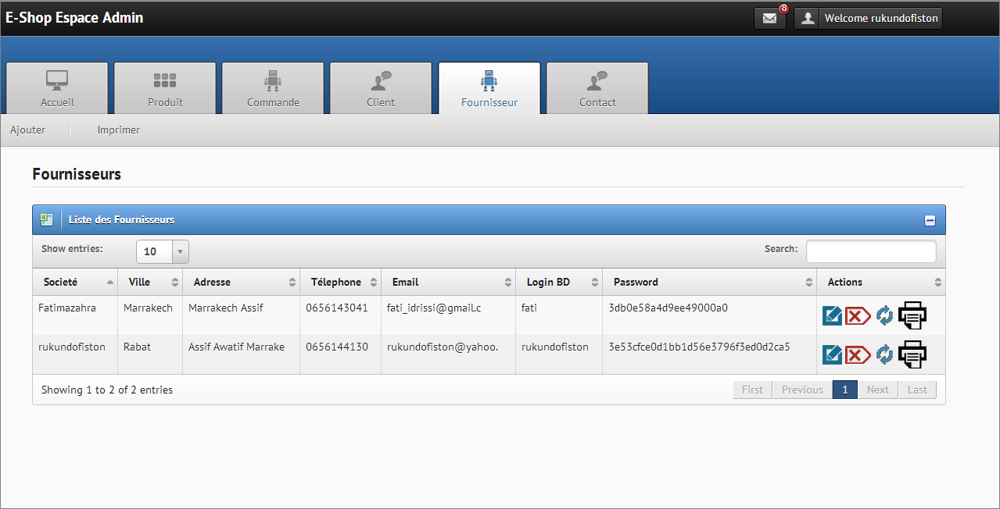 E-Shop Espace Admin
8
Welcome rukundofiston
Accueil Produit Commande Client Fournisseur Contact
Ajouter Imprimer
Fournisseurs
Liste des Fournisseurs
Show entries: 10 Search:
Societé Ville Adresse Télephone Email Login BD Password Actions
Fatimazahra Marrakech Marrakech Assif 0656143041 fati_idrissi@gmail.c fati 3db0e58a4d9ee49000a0
rukundofiston Rabat Assif Awatif Marrake 0656144130 rukundofiston@yahoo. rukundofiston 3e53cfce0d1bb1d56e3796f3ed0d2ca5
Showing 1 to 2 of 2 entries First Previous 1 Next Last